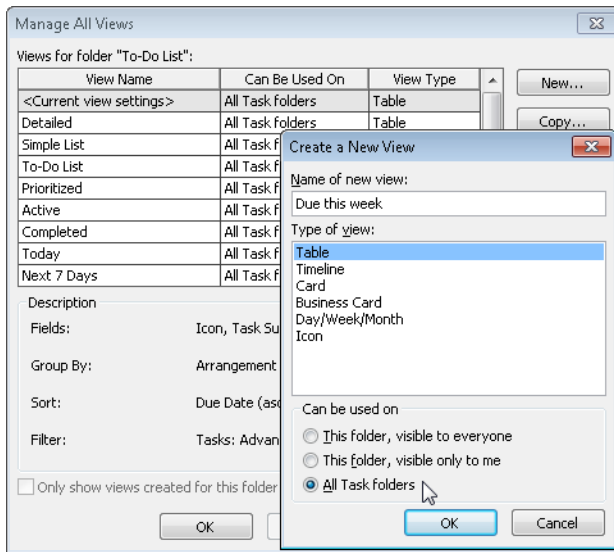 Manage All Views
Views for folder "To-Do List":
View Name Can Be Used On View Type
<Current view settings> All Task folders Table
Detailed All Task folders Table
Simple List All Task f
To-Do List All Task f
Prioritized All Task f
Active All Task f
Completed All Task f
Today All Task f
Next 7 Days All Task f
New...
Copy...
Description
Fields: Icon, Task Su
Group By: Arrangement
Sort: Due Date (asc
Filter: Tasks: Advan
Only show views created for this folder
OK
Create a New View
Name of new view:
Due this week
Type of view:
Table
Timeline
Card
Business Card
Day/Week/Month
Icon
Can be used on
This folder, visible to everyone
This folder, visible only to me
All Task folders
OK Cancel